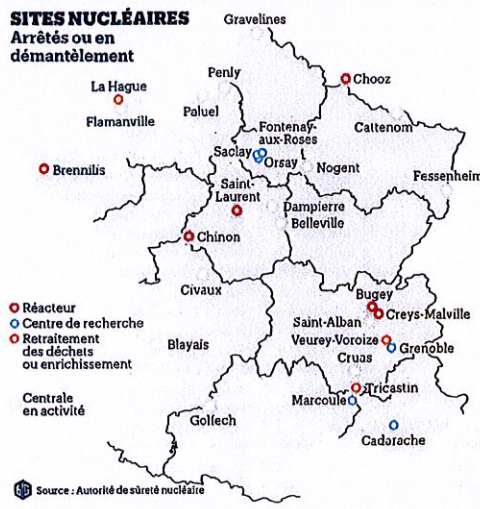 SITES NUCLÉAIRES
Arrêtés ou en
démantèlement
Gravelines
La Hague
Penly
Chooz
Flamanville
Paluel
Cattenom
Fontenay-
aux-Roses
Saclay
Orsay
Nogent
Brennilis
Fessenheim
Saint-
Laurent
Dampierre
Belleville
Chinon
Civaux
Bugey
Réacteur
Creys-Malville
Centre de recherche
Saint-Alban
Retraitement
des déchets
ou enrichissement
Veurey-Voroize
Grenoble
Blayais
Cruas
Centrale
en activité
Tricastin
Marcoule
Golfech
Cadarache
Source : Autorité de sûreté nucléaire